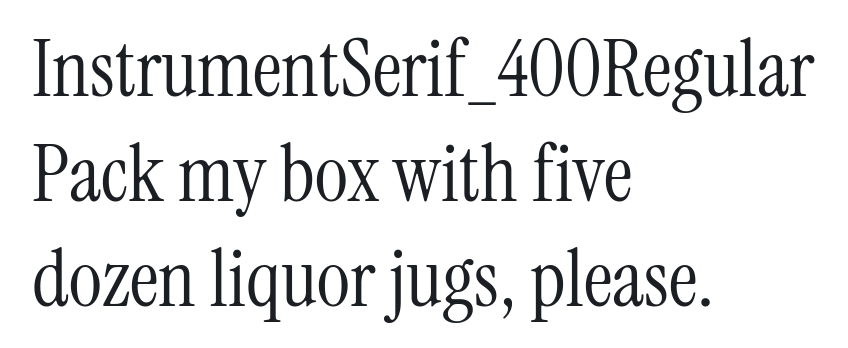 InstrumentSerif_400Regular
Pack my box with five
dozen liquor jugs, please.